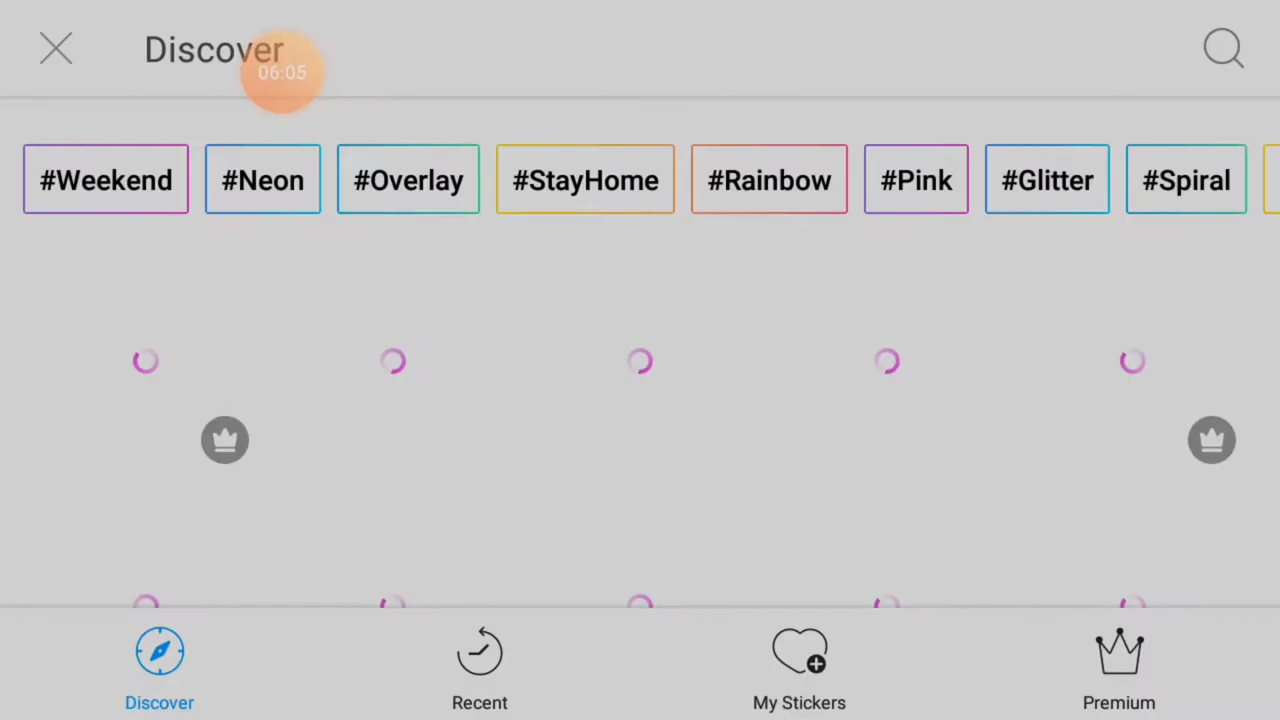 Discover
06:05
#Weekend #Neon #Overlay #StayHome #Rainbow #Pink #Glitter #Spiral
Discover Recent My Stickers Premium